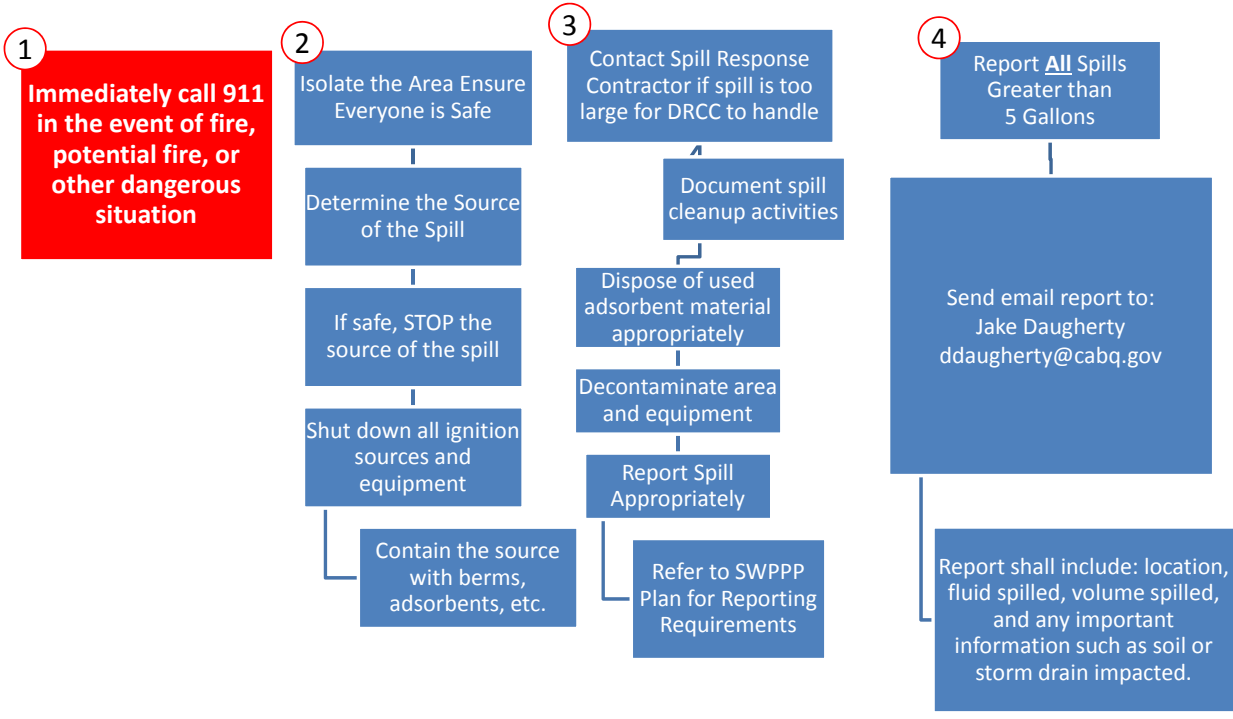 1
Immediately call 911
in the event of fire,
potential fire, or
other dangerous
situation
2
Isolate the Area Ensure
Everyone is Safe
Determine the Source
of the Spill
If safe, STOP the
source of the spill
Shut down all ignition
sources and
equipment
Contain the source
with berms,
adsorbents, etc.
3
Contact Spill Response
Contractor if spill is too
large for DRCC to handle
Document spill
cleanup activities
Dispose of used
adsorbent material
appropriately
Decontaminate area
and equipment
Report Spill
Appropriately
Refer to SWPPP
Plan for Reporting
Requirements
4
Report All Spills
Greater than
5 Gallons
Send email report to:
Jake Daugherty
ddaugherty@cabq.gov
Report shall include: location,
fluid spilled, volume spilled,
and any important
information such as soil or
storm drain impacted.